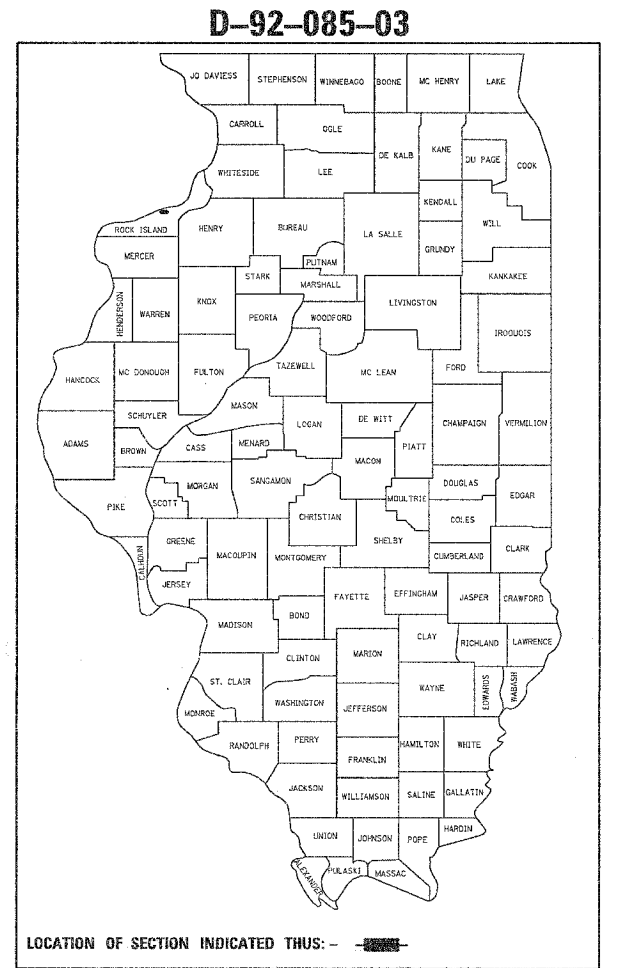 D-92-085-03
JO DAVIESS STEPHENSON WINNEBAGO BOONE MC HENRY LAKE
CARROLL OGLE DE KALB KANE DU PAGE COOK
WHITESIDE LEE
KENDALL
ROCK ISLAND HENRY BUREAU LA SALLE WILL
MERCER PUTNAM GRUNDY
STARK MARSHALL KANKAKEE
HENDERSON WARREN KNOX PEORIA WOODFORD LIVINGSTON IROQUOIS
HANCOCK MC DONOUGH FULTON TAZEWELL MC LEAN FORD
MASON
SCHUYLER LOGAN DE WITT CHAMPAIGN VERMILION
ADAMS BROWN CASS MENARD MACON PIATT
MORGAN SANGAMON DOUGLAS EDGAR
PIKE SCOTT CHRISTIAN MOULTRIE
COLES
GREENE MACOUPIN MONTGOMERY SHELBY
CALHOUN CUMBERLAND CLARK
JERSEY
FAYETTE EFFINGHAM JASPER CRAWFORD
MADISON BOND
CLAY RICHLAND LAWRENCE
CLINTON MARION
ST. CLAIR WAYNE EDWARDS WABASH
WASHINGTON JEFFERSON
MONROE
RANDOLPH PERRY HAMILTON WHITE
FRANKLIN
JACKSON WILLIAMSON SALINE GALLATIN
UNION JOHNSON POPE HARDIN
ALEXANDER PULASKI MASSAC
LOCATION OF SECTION INDICATED THUS: -